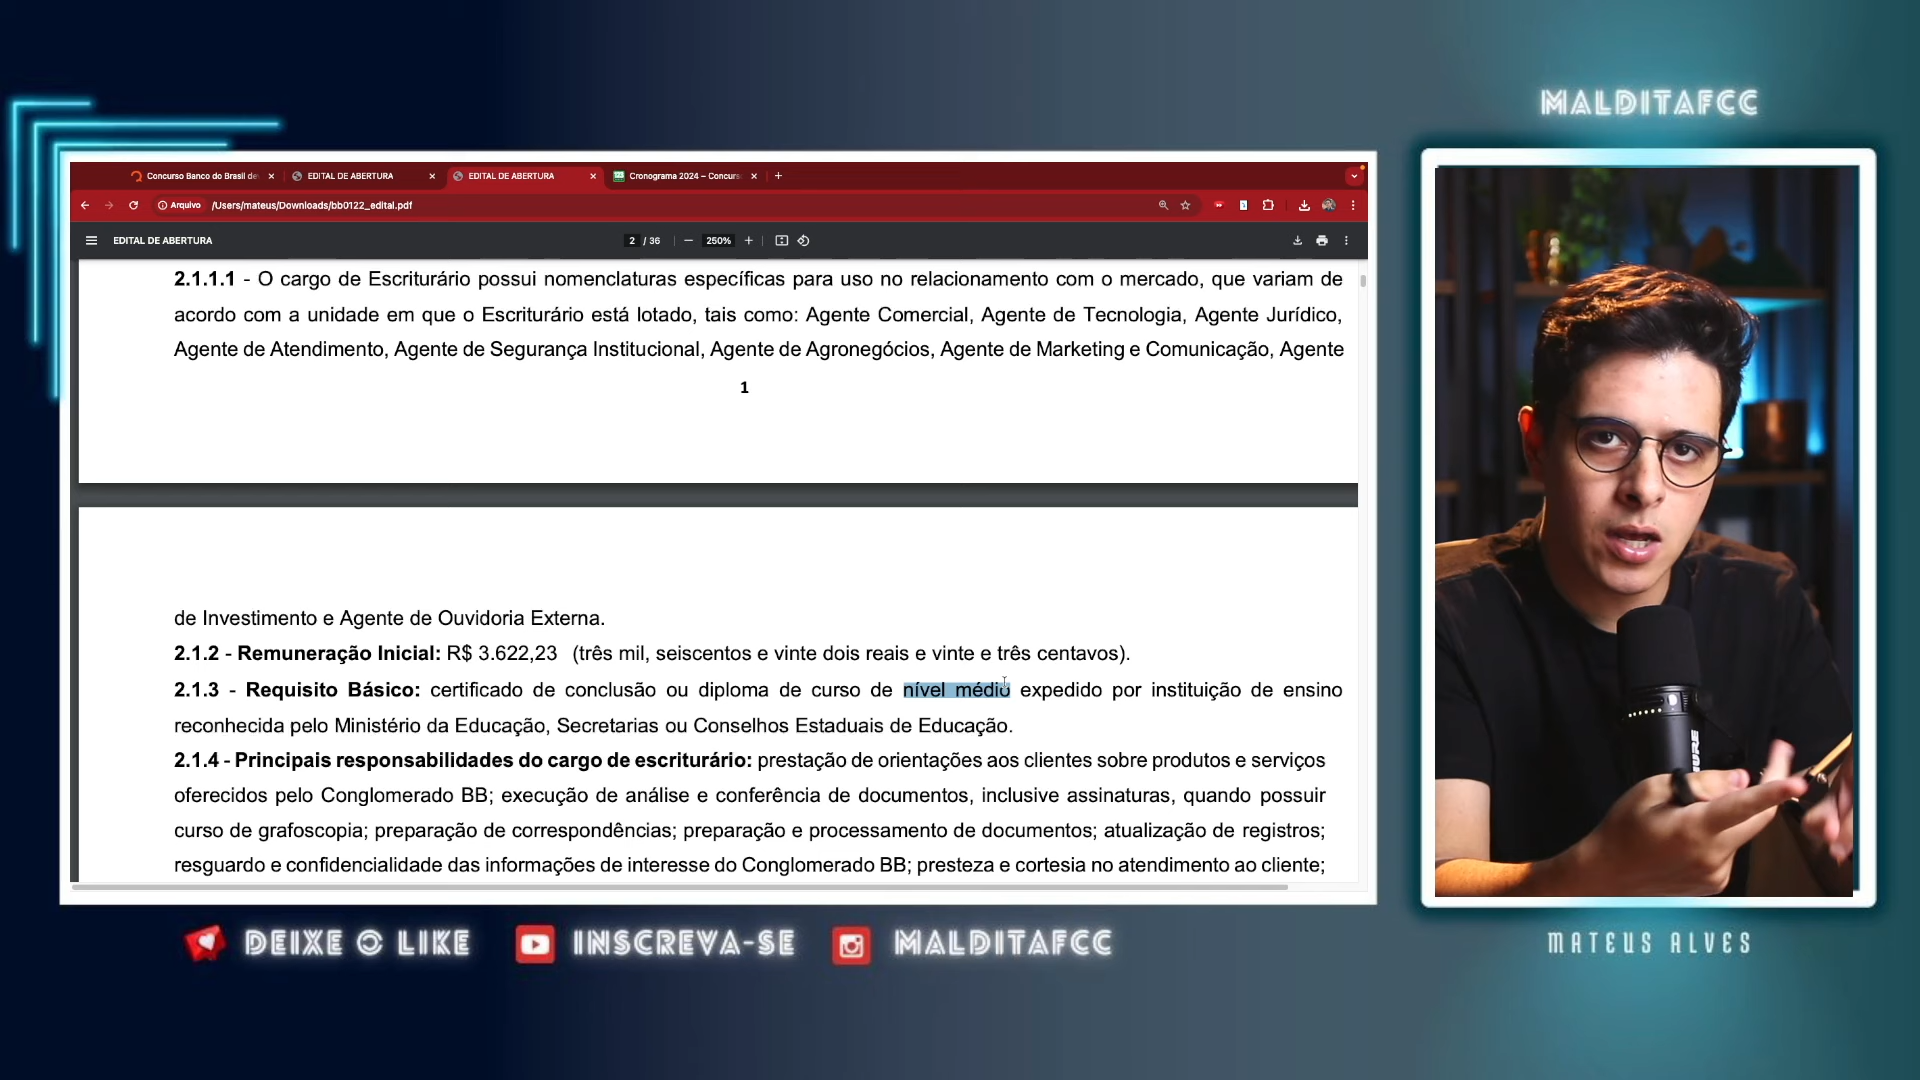 MALDITAFCC
Concurso Banco do Brasil de
EDITAL DE ABERTURA
EDITAL DE ABERTURA
Cronograma 2024 – Concurs
Arquivo
/Users/mateus/Downloads/bb0122_edital.pdf
EDITAL DE ABERTURA
2 / 36
250%
2.1.1.1 - O cargo de Escriturário possui nomenclaturas específicas para uso no relacionamento com o mercado, que variam de
acordo com a unidade em que o Escriturário está lotado, tais como: Agente Comercial, Agente de Tecnologia, Agente Jurídico,
Agente de Atendimento, Agente de Segurança Institucional, Agente de Agronegócios, Agente de Marketing e Comunicação, Agente
1
de Investimento e Agente de Ouvidoria Externa.
2.1.2 - Remuneração Inicial: R$ 3.622,23 (três mil, seiscentos e vinte dois reais e vinte e três centavos).
2.1.3 - Requisito Básico: certificado de conclusão ou diploma de curso de nível médio expedido por instituição de ensino
reconhecida pelo Ministério da Educação, Secretarias ou Conselhos Estaduais de Educação.
2.1.4 - Principais responsabilidades do cargo de escriturário: prestação de orientações aos clientes sobre produtos e serviços
oferecidos pelo Conglomerado BB; execução de análise e conferência de documentos, inclusive assinaturas, quando possuir
curso de grafoscopia; preparação de correspondências; preparação e processamento de documentos; atualização de registros;
resguardo e confidencialidade das informações de interesse do Conglomerado BB; presteza e cortesia no atendimento ao cliente;
SHURE
DEIXE O LIKE
INSCREVA-SE
MALDITAFCC
MATEUS ALVES